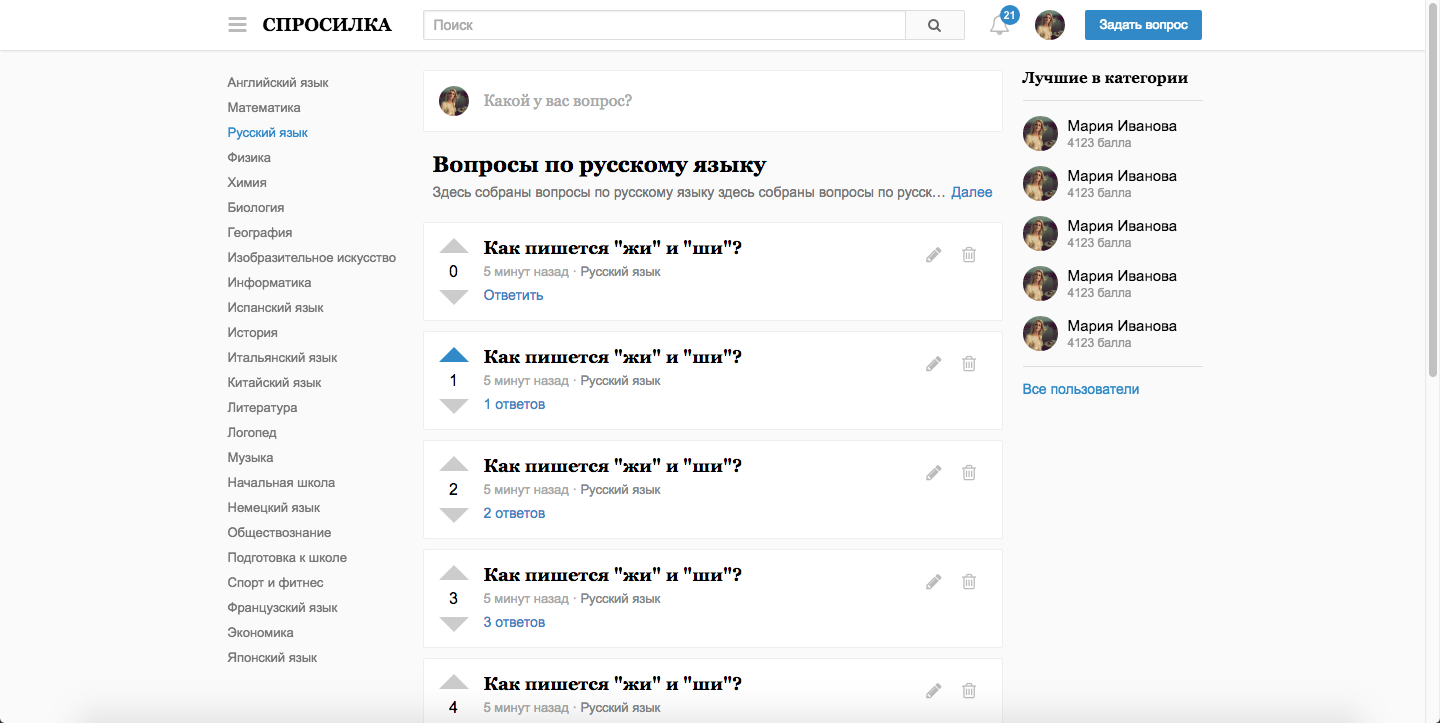 СПРОСИЛКА
Поиск
21
Задать вопрос
Английский язык
Математика
Русский язык
Физика
Химия
Биология
География
Изобразительное искусство
Информатика
Испанский язык
История
Итальянский язык
Китайский язык
Литература
Логопед
Музыка
Начальная школа
Немецкий язык
Обществознание
Подготовка к школе
Спорт и фитнес
Французский язык
Экономика
Японский язык
Какой у вас вопрос?
Вопросы по русскому языку
Здесь собраны вопросы по русскому языку здесь собраны вопросы по русск... Далее
Как пишется "жи" и "ши"?
0
5 минут назад · Русский язык
Ответить
Как пишется "жи" и "ши"?
1
5 минут назад · Русский язык
1 ответов
Как пишется "жи" и "ши"?
2
5 минут назад · Русский язык
2 ответов
Как пишется "жи" и "ши"?
3
5 минут назад · Русский язык
3 ответов
Как пишется "жи" и "ши"?
4
5 минут назад · Русский язык
Лучшие в категории
Мария Иванова
4123 балла
Мария Иванова
4123 балла
Мария Иванова
4123 балла
Мария Иванова
4123 балла
Мария Иванова
4123 балла
Все пользователи